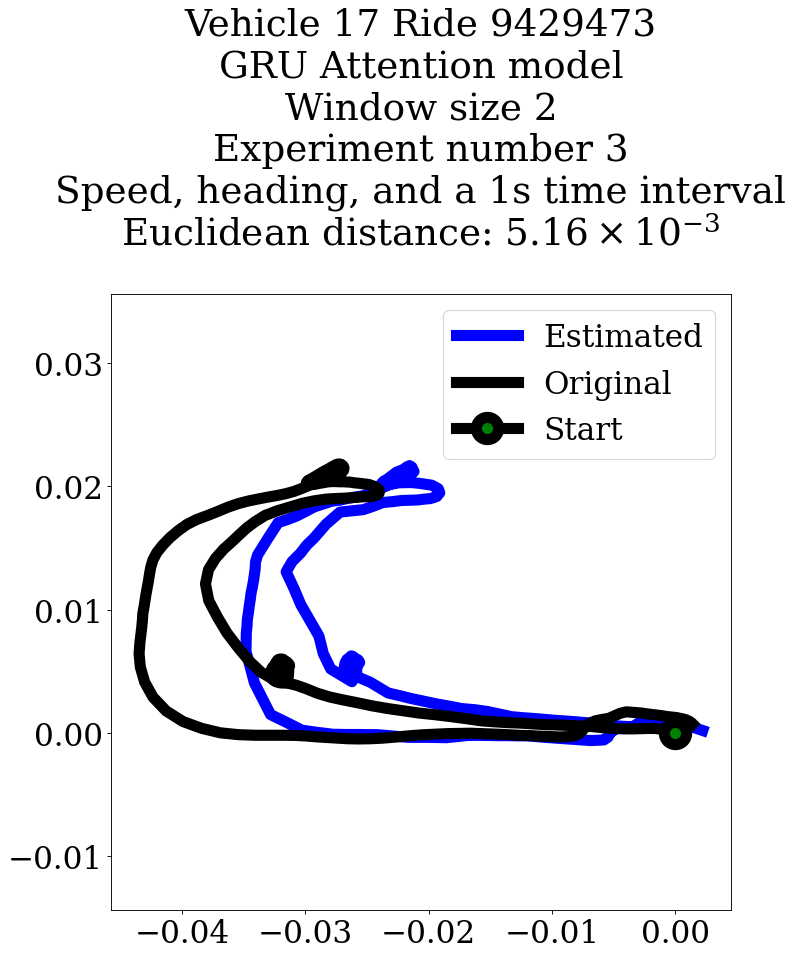 Vehicle 17 Ride 9429473
GRU Attention model
Window size 2
Experiment number 3
Speed, heading, and a 1s time interval
Euclidean distance: 5.16 × 10⁻³
Estimated
Original
Start
0.03
0.02
0.01
0.00
−0.01
−0.04 −0.03 −0.02 −0.01 0.00